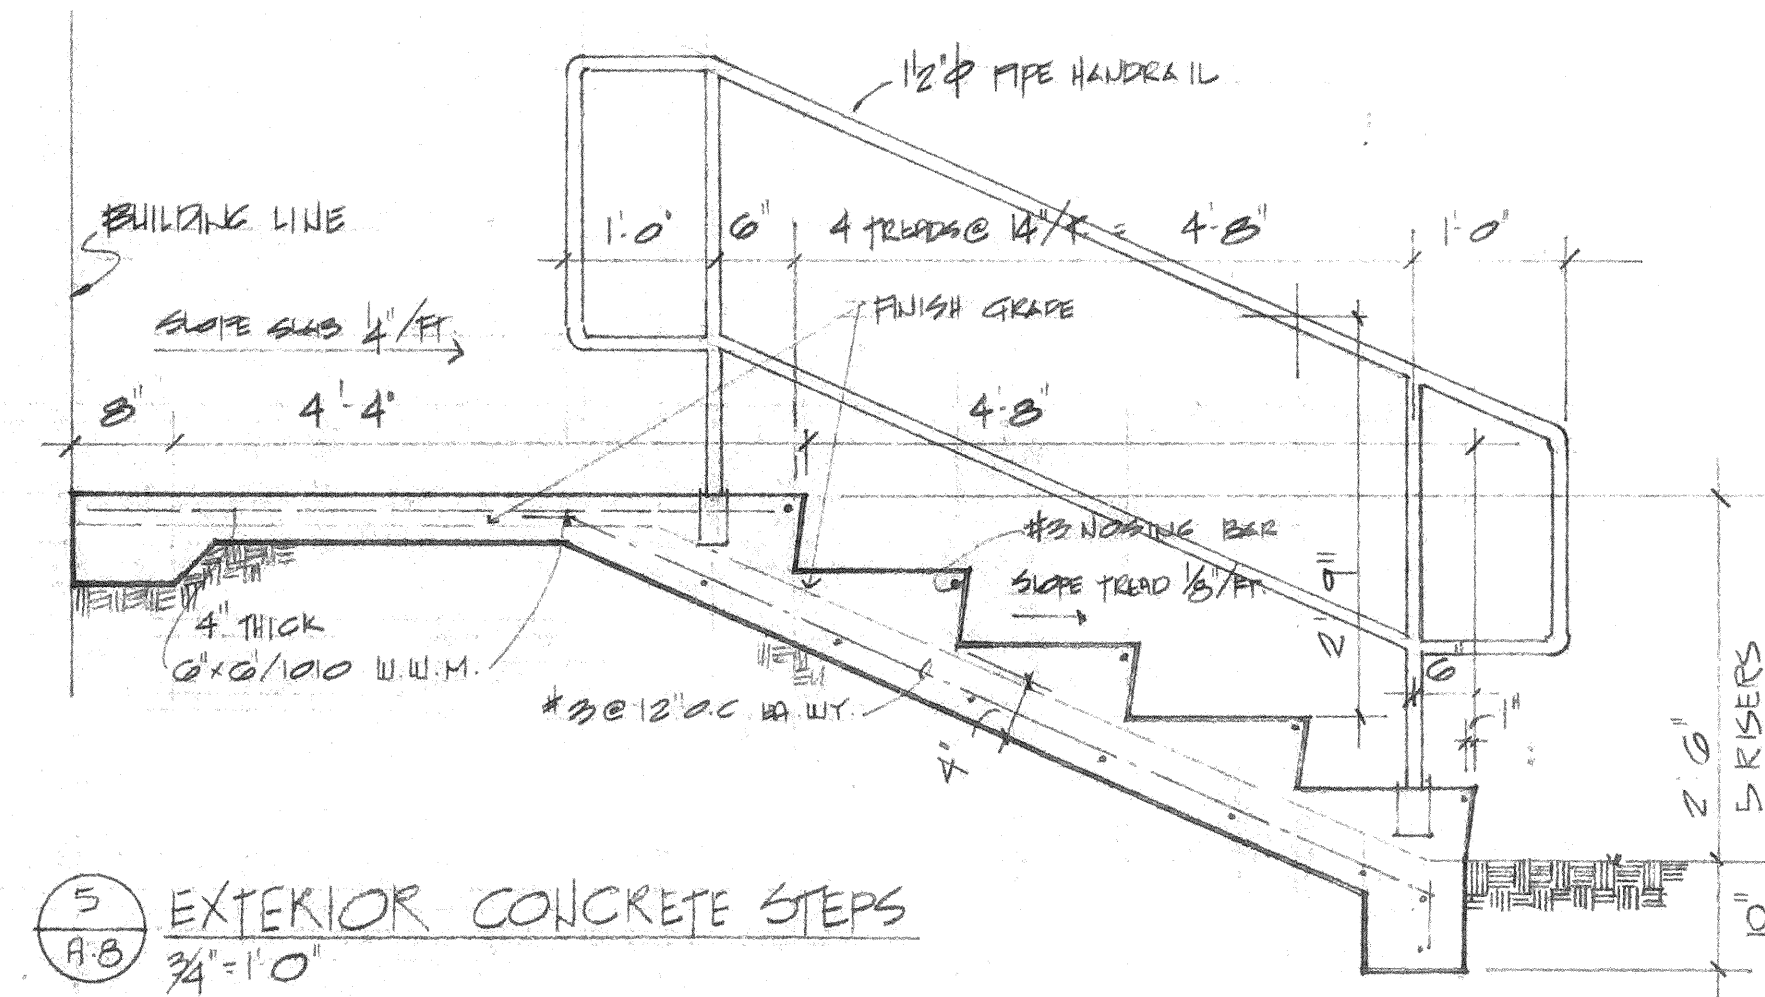 1½"⌀ PIPE HANDRAIL
BUILDING LINE
1'-0" 6" 4 TREADS @ 14" = 4'-8" 1'-0"
SLOPE SLAB ¼"/FT
FINISH GRADE
8" 4'-4" 4'-8"
#3 NOSING BAR
SLOPE TREAD ⅛"/FT
2'-9"
4" THICK
6"x6"/1010 W.W.M.
#3 @ 12" O.C. EA. WY.
4"
6"
1"
2'-6"
5 RISERS
10"
5
A.8
EXTERIOR CONCRETE STEPS
¾"=1'0"